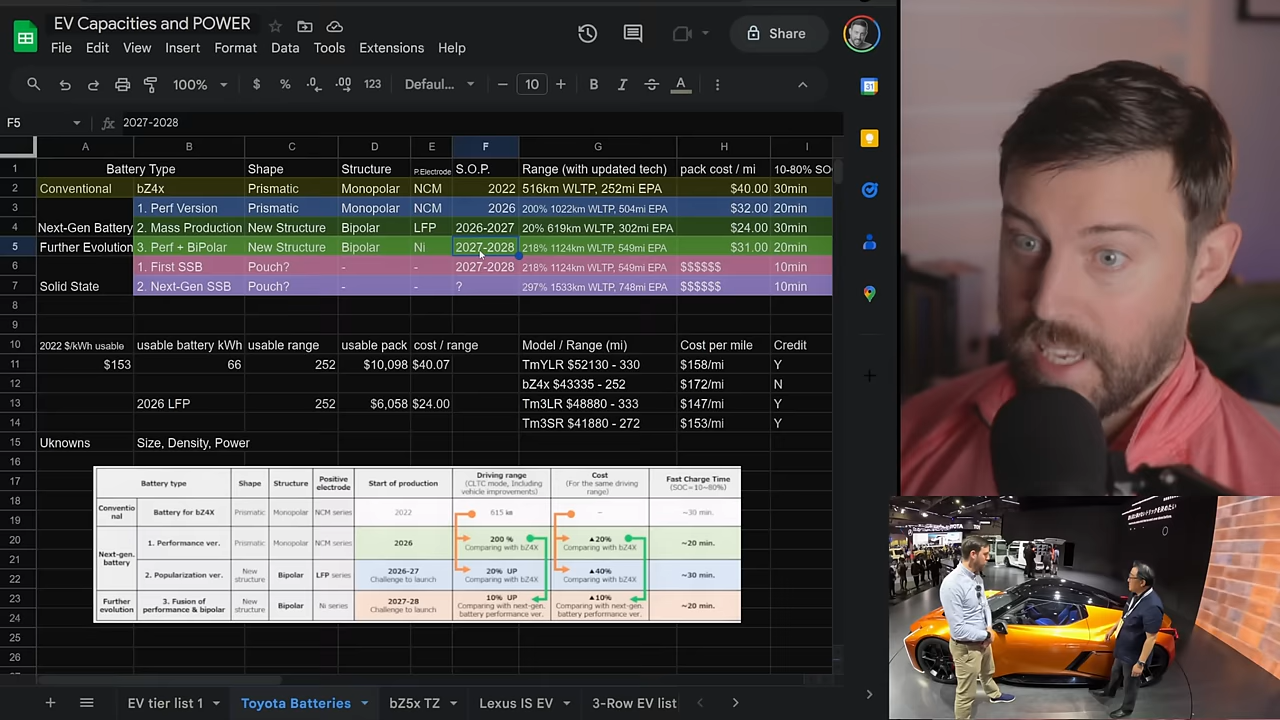 EV Capacities and POWER
File Edit View Insert Format Data Tools Extensions Help
Share
100% $ % .0 .00 123 Defaul... 10 B I A
F5 fx 2027-2028
A B C D E F G H I
1 Battery Type Shape Structure P.Electrode S.O.P. Range (with updated tech) pack cost / mi 10-80% SO
2 Conventional bZ4x Prismatic Monopolar NCM 2022 516km WLTP, 252mi EPA $40.00 30min
3 1. Perf Version Prismatic Monopolar NCM 2026 200% 1022km WLTP, 504mi EPA $32.00 20min
4 Next-Gen Battery 2. Mass Production New Structure Bipolar LFP 2026-2027 20% 619km WLTP, 302mi EPA $24.00 30min
5 Further Evolution 3. Perf + BiPolar New Structure Bipolar Ni 2027-2028 218% 1124km WLTP, 549mi EPA $31.00 20min
6 1. First SSB Pouch? - - 2027-2028 218% 1124km WLTP, 549mi EPA $$$$$$ 10min
7 Solid State 2. Next-Gen SSB Pouch? - - ? 297% 1533km WLTP, 748mi EPA $$$$$$ 10min
8
9
10 2022 $/kWh usable usable battery kWh usable range usable pack cost / range Model / Range (mi) Cost per mile Credit
11 $153 66 252 $10,098 $40.07 TmYLR $52130 - 330 $158/mi Y
12 bZ4x $43335 - 252 $172/mi N
13 2026 LFP 252 $6,058 $24.00 Tm3LR $48880 - 333 $147/mi Y
14 Tm3SR $41880 - 272 $153/mi Y
15 Uknowns Size, Density, Power
16
17
18
19
20
21
22
23
24
25
26
Battery type Shape Structure Positive electrode Start of production Driving range (CLTC mode, Including vehicle improvements) Cost (For the same driving range) Fast Charge Time (SOC=10~80%)
Conventional Battery for bZ4X Prismatic Monopolar NCM series 2022 615 km – ~30 min.
Next-gen. battery 1. Performance ver. Prismatic Monopolar NCM series 2026 200 % Comparing with bZ4X ▲20% Comparing with bZ4X ~20 min.
2. Popularization ver. New structure Bipolar LFP series 2026-27 Challenge to launch 20% UP Comparing with bZ4X ▲40% Comparing with bZ4X ~30 min.
Further evolution 3. Fusion of performance & bipolar New structure Bipolar Ni series 2027-28 Challenge to launch 10% UP Comparing with next-gen. battery performance ver. ▲10% Comparing with next-gen. battery performance ver. ~20 min.
EV tier list 1 Toyota Batteries bZ5x TZ Lexus IS EV 3-Row EV list